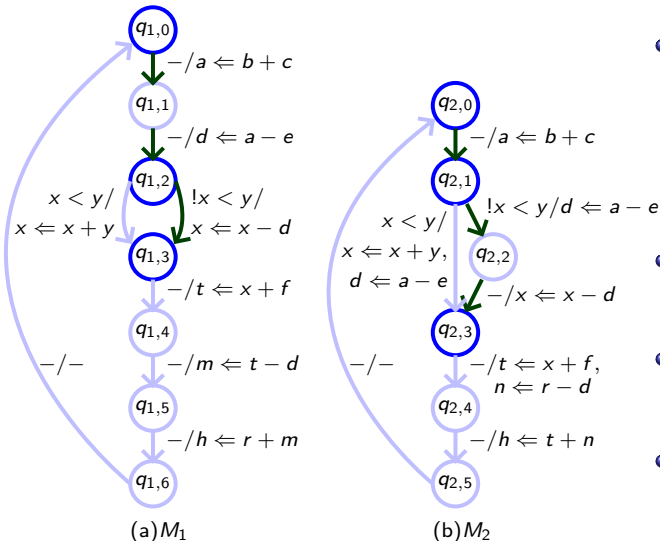 q1,0
−/a ⇐ b + c
q1,1
−/d ⇐ a − e
q1,2
x < y/
x ⇐ x + y
!x < y/
x ⇐ x − d
q1,3
−/t ⇐ x + f
q1,4
−/−
−/m ⇐ t − d
q1,5
−/h ⇐ r + m
q1,6
(a)M1
q2,0
−/a ⇐ b + c
q2,1
!x < y/d ⇐ a − e
x < y/
x ⇐ x + y,
d ⇐ a − e
q2,2
−/x ⇐ x − d
q2,3
−/−
−/t ⇐ x + f,
n ⇐ r − d
q2,4
−/h ⇐ t + n
q2,5
(b)M2